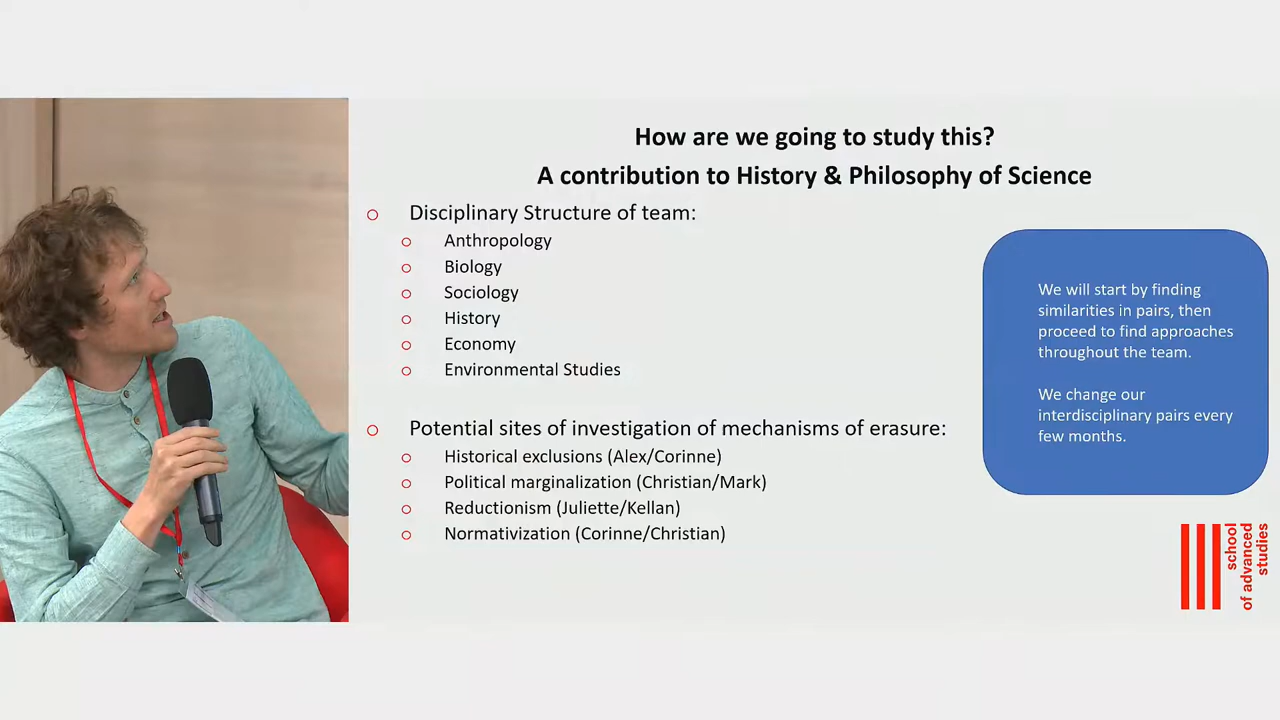 How are we going to study this?
A contribution to History & Philosophy of Science
Disciplinary Structure of team:
Anthropology
Biology
Sociology
History
Economy
Environmental Studies
Potential sites of investigation of mechanisms of erasure:
Historical exclusions (Alex/Corinne)
Political marginalization (Christian/Mark)
Reductionism (Juliette/Kellan)
Normativization (Corinne/Christian)
We will start by finding
similarities in pairs, then
proceed to find approaches
throughout the team.
We change our
interdisciplinary pairs every
few months.
school
of advanced
studies